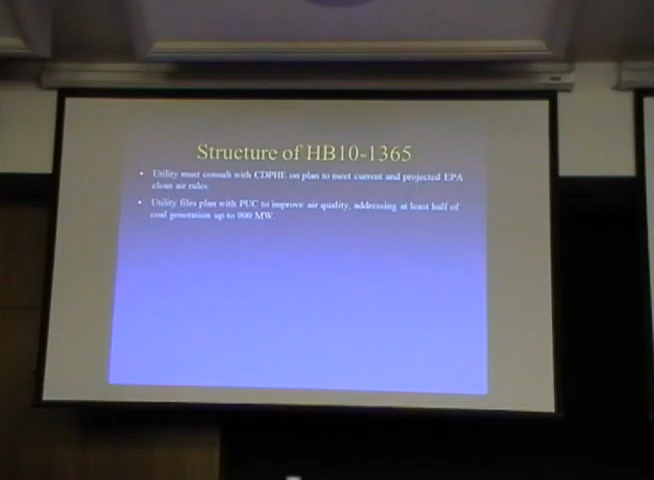 Structure of HB10-1365
• Utility must consult with CDPHE on plan to meet current and projected EPA
clean air rules.
• Utility files plan with PUC to improve air quality, addressing at least half of
coal generation up to 900 MW.